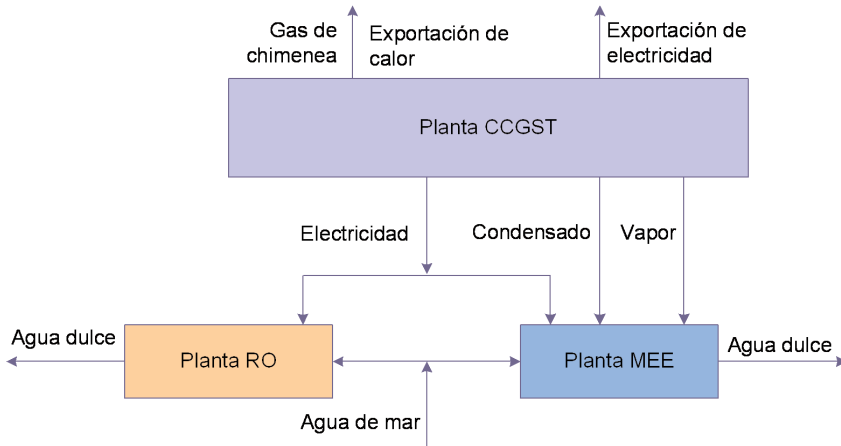 Gas de
chimenea
Exportación de
calor
Exportación de
electricidad
Planta CCGST
Electricidad
Condensado
Vapor
Agua dulce
Planta RO
Planta MEE
Agua dulce
Agua de mar